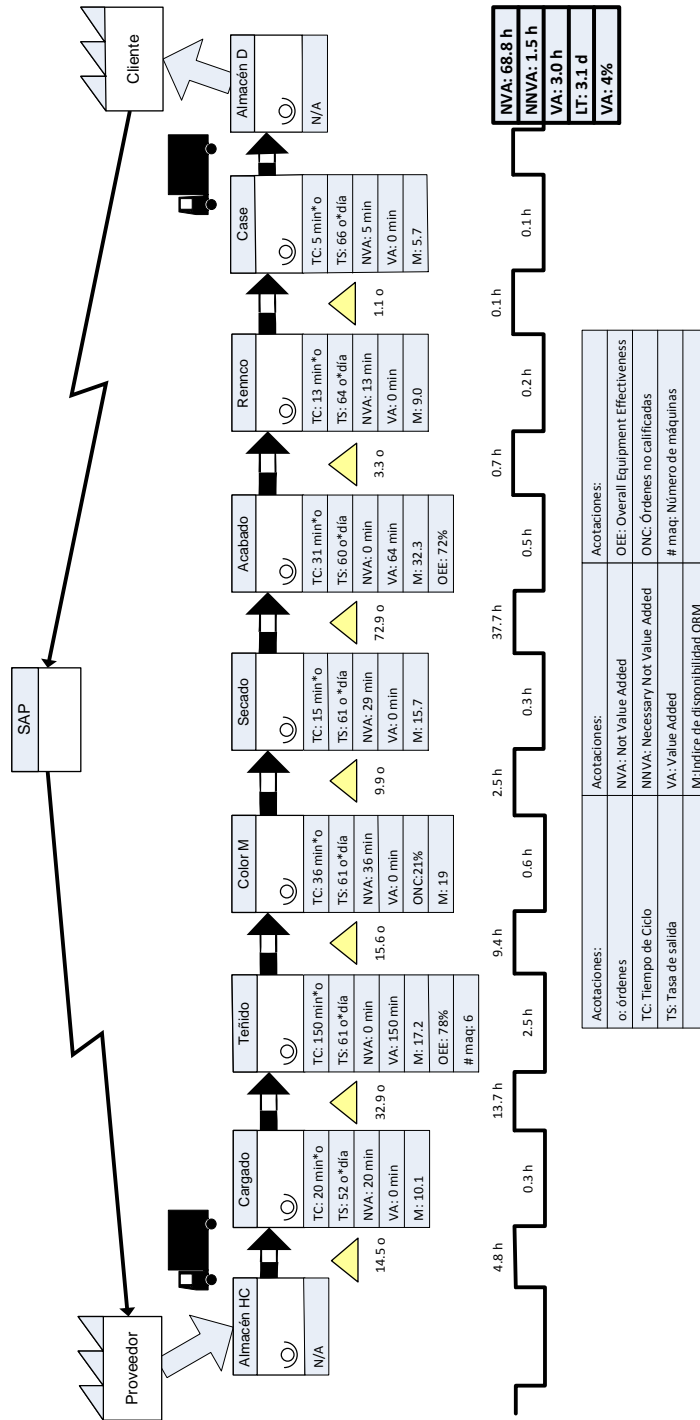 SAP
Proveedor
Cliente
Almacén HC
N/A
Cargado
TC: 20 min*o
TS: 52 o*día
NVA: 20 min
VA: 0 min
M: 10.1
Teñido
TC: 150 min*o
TS: 61 o*día
NVA: 0 min
VA: 150 min
M: 17.2
OEE: 78%
# maq: 6
Color M
TC: 36 min*o
TS: 61 o*día
NVA: 36 min
VA: 0 min
ONC:21%
M: 19
Secado
TC: 15 min*o
TS: 61 o*día
NVA: 29 min
VA: 0 min
M: 15.7
Acabado
TC: 31 min*o
TS: 60 o*día
NVA: 0 min
VA: 64 min
M: 32.3
OEE: 72%
Rennco
TC: 13 min*o
TS: 64 o*día
NVA: 13 min
VA: 0 min
M: 9.0
Case
TC: 5 min*o
TS: 66 o*día
NVA: 5 min
VA: 0 min
M: 5.7
Almacén D
N/A
14.5 o
32.9 o
15.6 o
9.9 o
72.9 o
3.3 o
1.1 o
4.8 h
0.3 h
13.7 h
2.5 h
9.4 h
0.6 h
2.5 h
0.3 h
37.7 h
0.5 h
0.7 h
0.2 h
0.1 h
0.1 h
NVA: 68.8 h
NNVA: 1.5 h
VA: 3.0 h
LT: 3.1 d
VA: 4%
Acotaciones:
o: órdenes
TC: Tiempo de Ciclo
TS: Tasa de salida
Acotaciones:
NVA: Not Value Added
NNVA: Necessary Not Value Added
VA: Value Added
M:Indice de disponibilidad ORM
Acotaciones:
OEE: Overall Equipment Effectiveness
ONC: Órdenes no calificadas
# maq: Número de máquinas